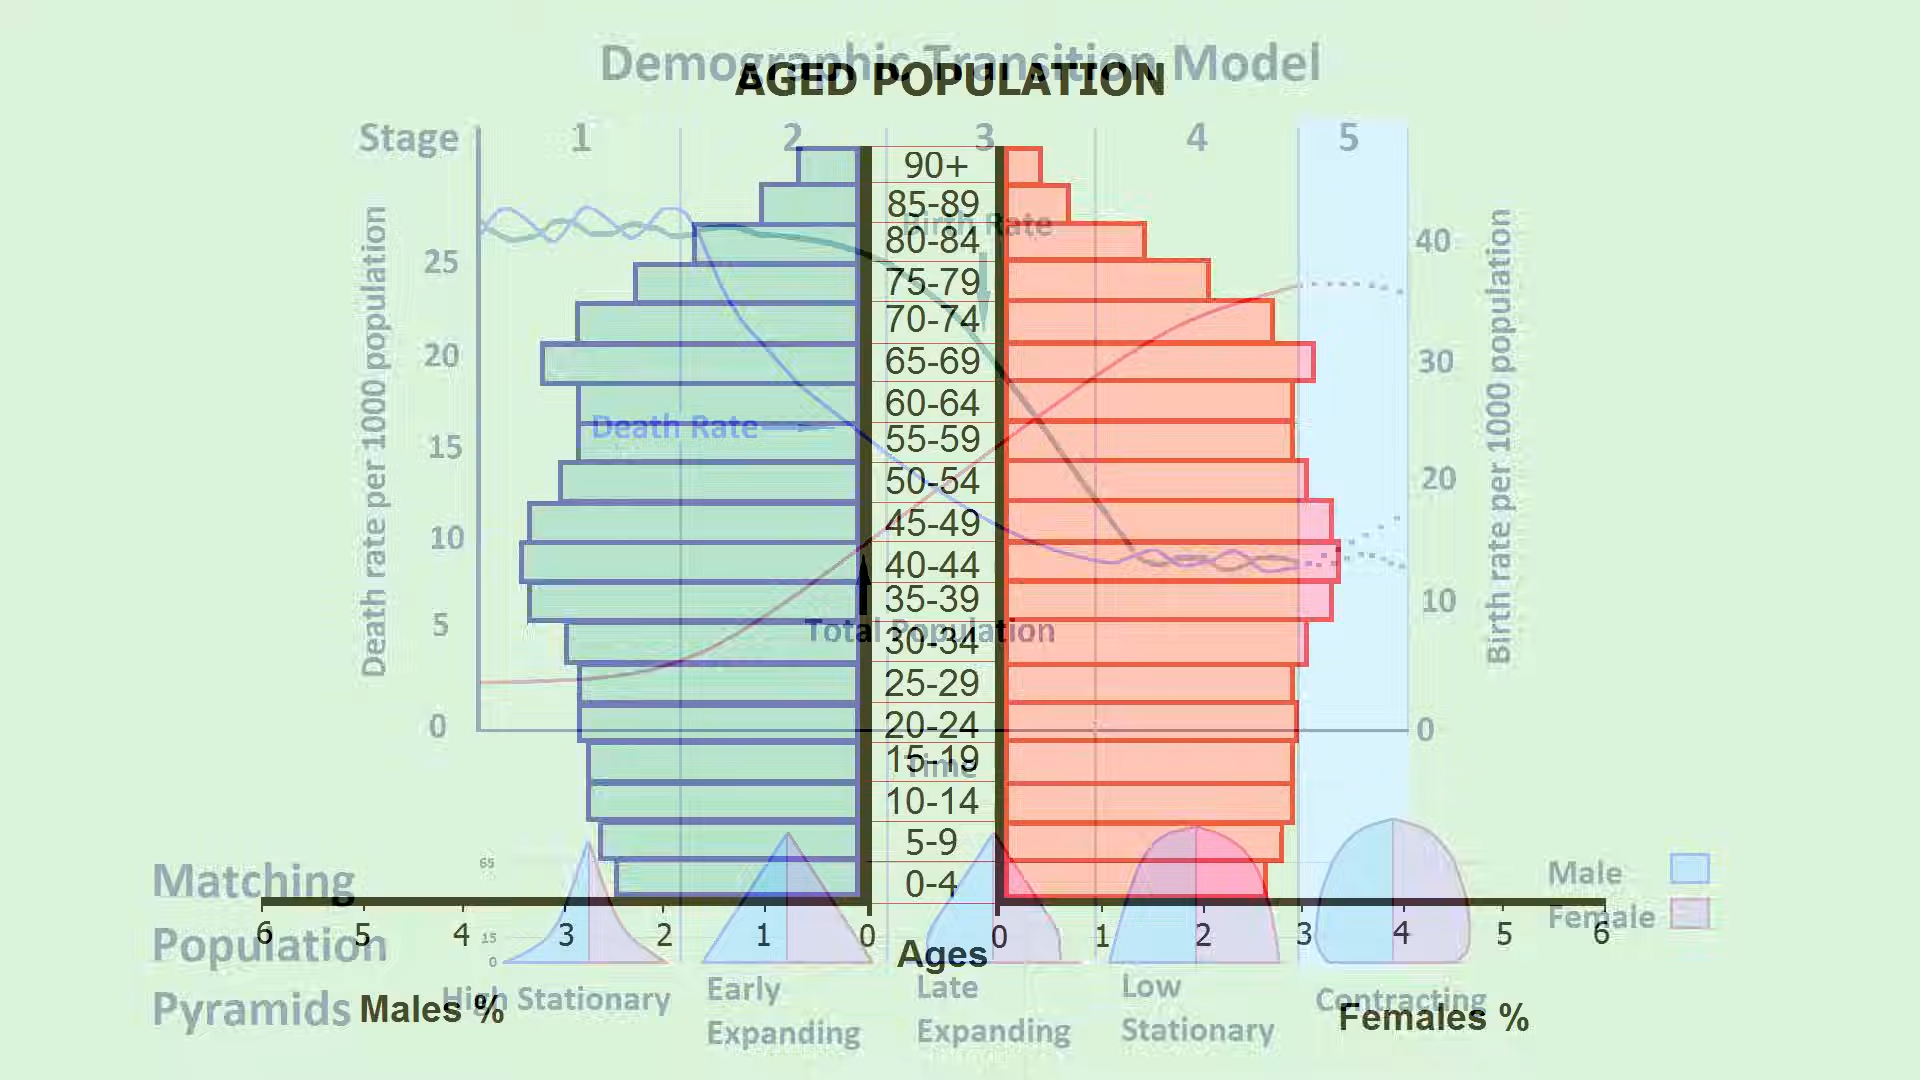 Demographic Transition Model
AGED POPULATION
Stage 1 2 3 4 5
90+
85-89
Birth Rate
80-84
75-79
70-74
65-69
60-64
55-59
50-54
45-49
40-44
35-39
30-34
25-29
20-24
15-19
10-14
5-9
0-4
Death rate per 1000 population
25
20
15
10
5
0
Death Rate
Total Population
Time
40
30
20
10
0
Birth rate per 1000 population
Matching
Population
Pyramids
65
15
0
6 5 4 3 2 1 0
0 1 2 3 4 5 6
Ages
Males %
Females %
High Stationary
Early
Expanding
Late
Expanding
Low
Stationary
Contracting
Male
Female